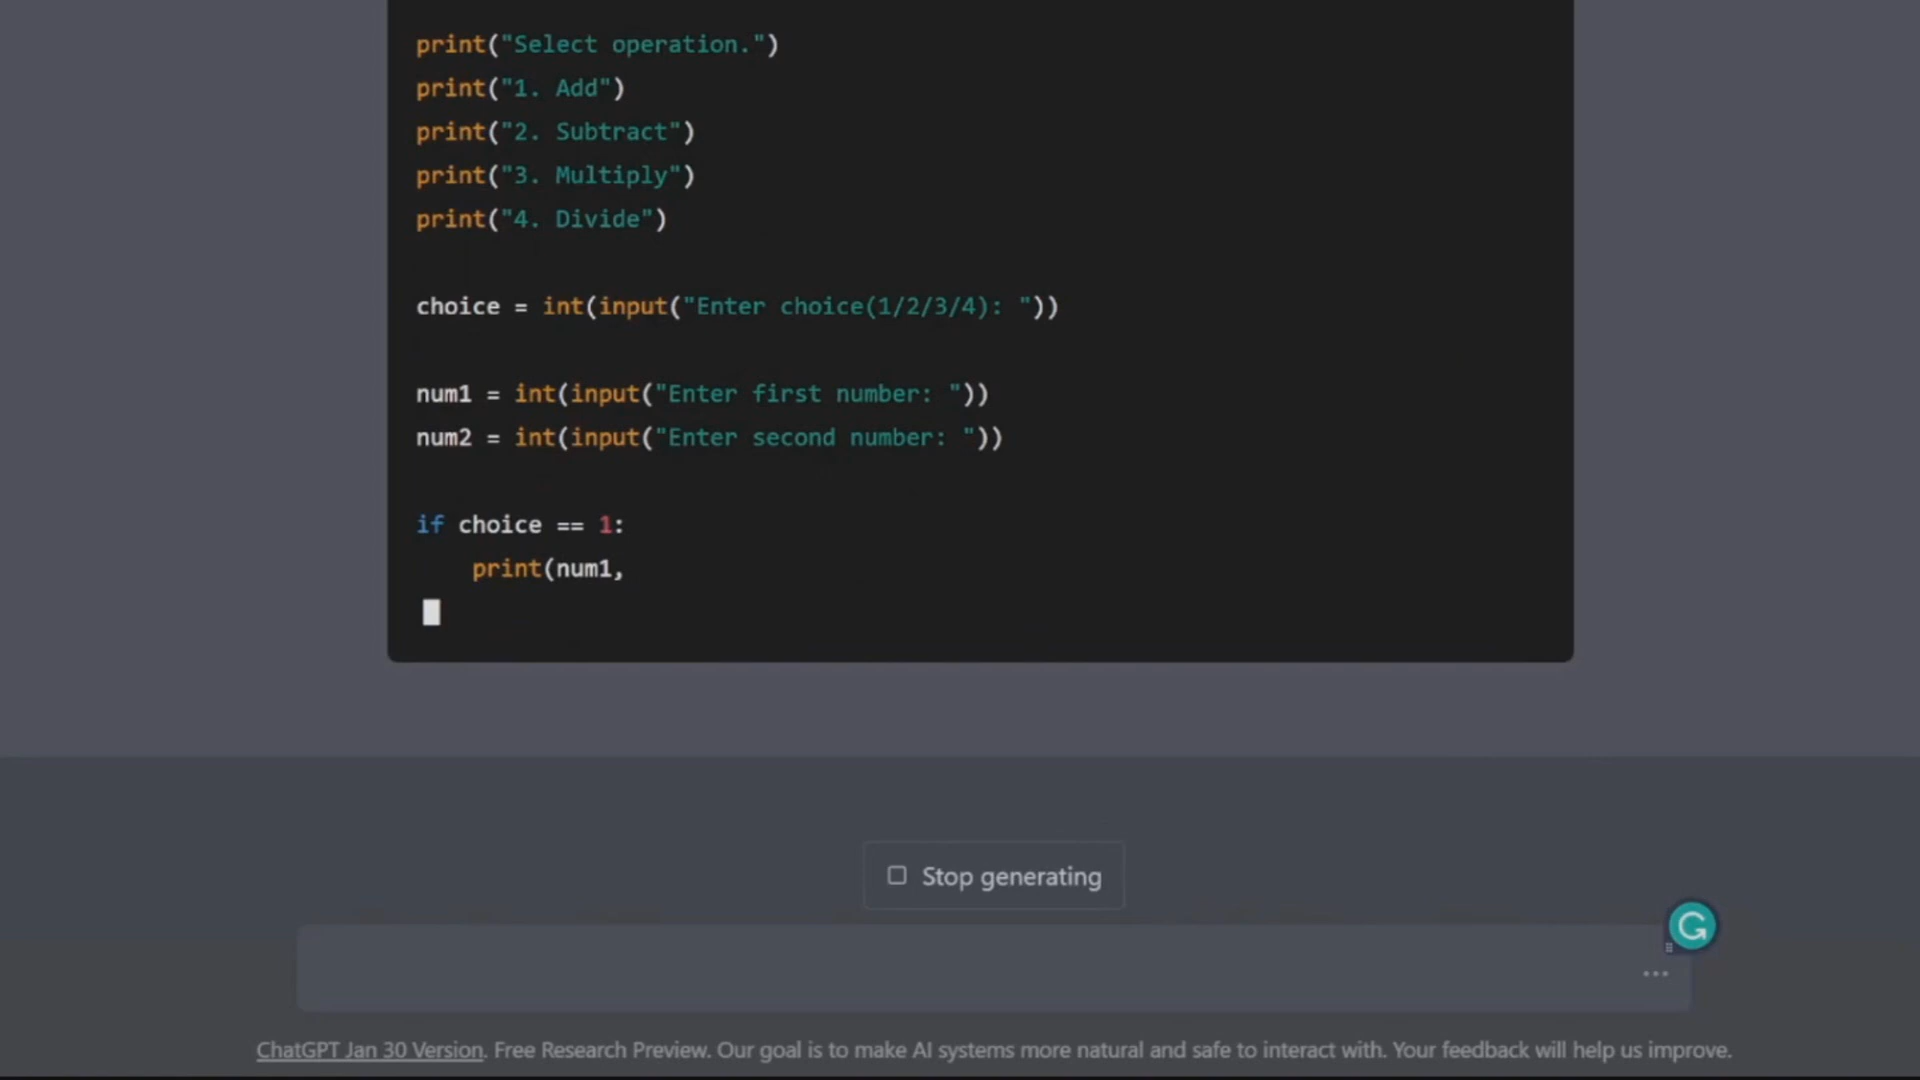 print("Select operation.")
print("1. Add")
print("2. Subtract")
print("3. Multiply")
print("4. Divide")
choice = int(input("Enter choice(1/2/3/4): "))
num1 = int(input("Enter first number: "))
num2 = int(input("Enter second number: "))
if choice == 1:
    print(num1,
Stop generating
ChatGPT Jan 30 Version. Free Research Preview. Our goal is to make AI systems more natural and safe to interact with. Your feedback will help us improve.